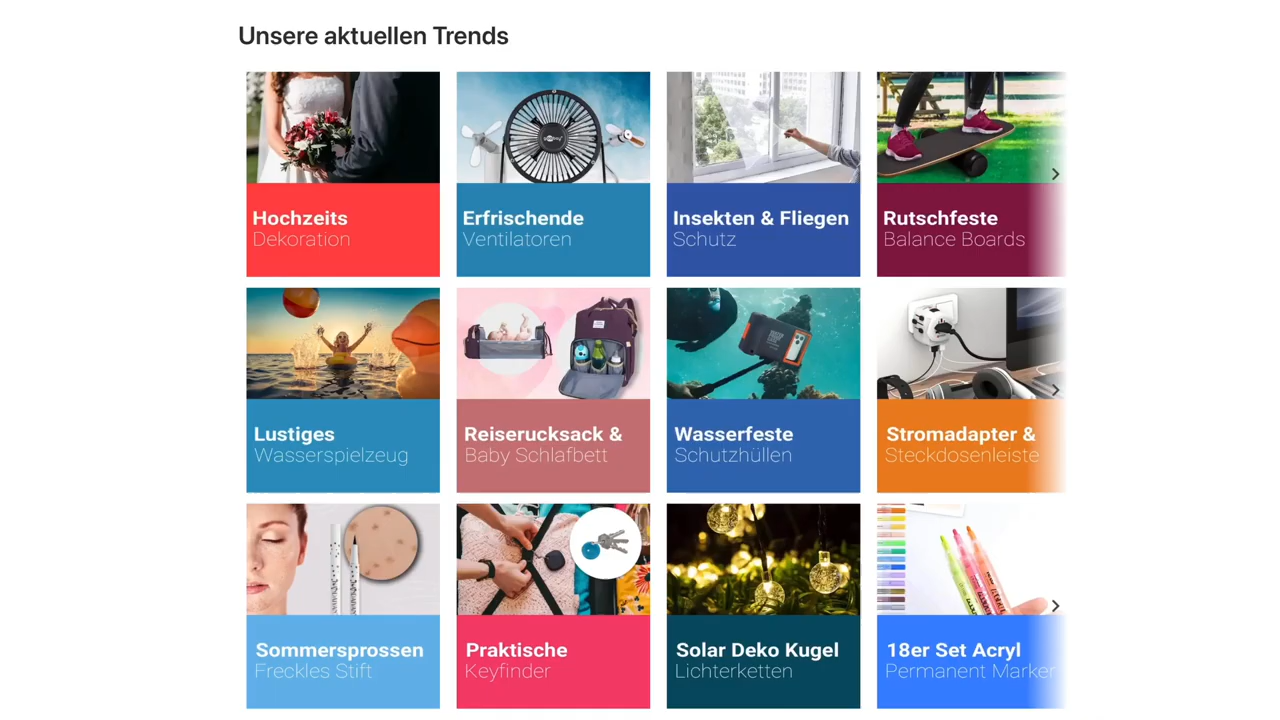 Unsere aktuellen Trends
Hochzeits
Dekoration
Erfrischende
Ventilatoren
Insekten & Fliegen
Schutz
Rutschfeste
Balance Boards
Lustiges
Wasserspielzeug
Reiserucksack &
Baby Schlafbett
Wasserfeste
Schutzhüllen
Stromadapter &
Steckdosenleiste
Sommersprossen
Freckles Stift
Praktische
Keyfinder
Solar Deko Kugel
Lichterketten
18er Set Acryl
Permanent Marker